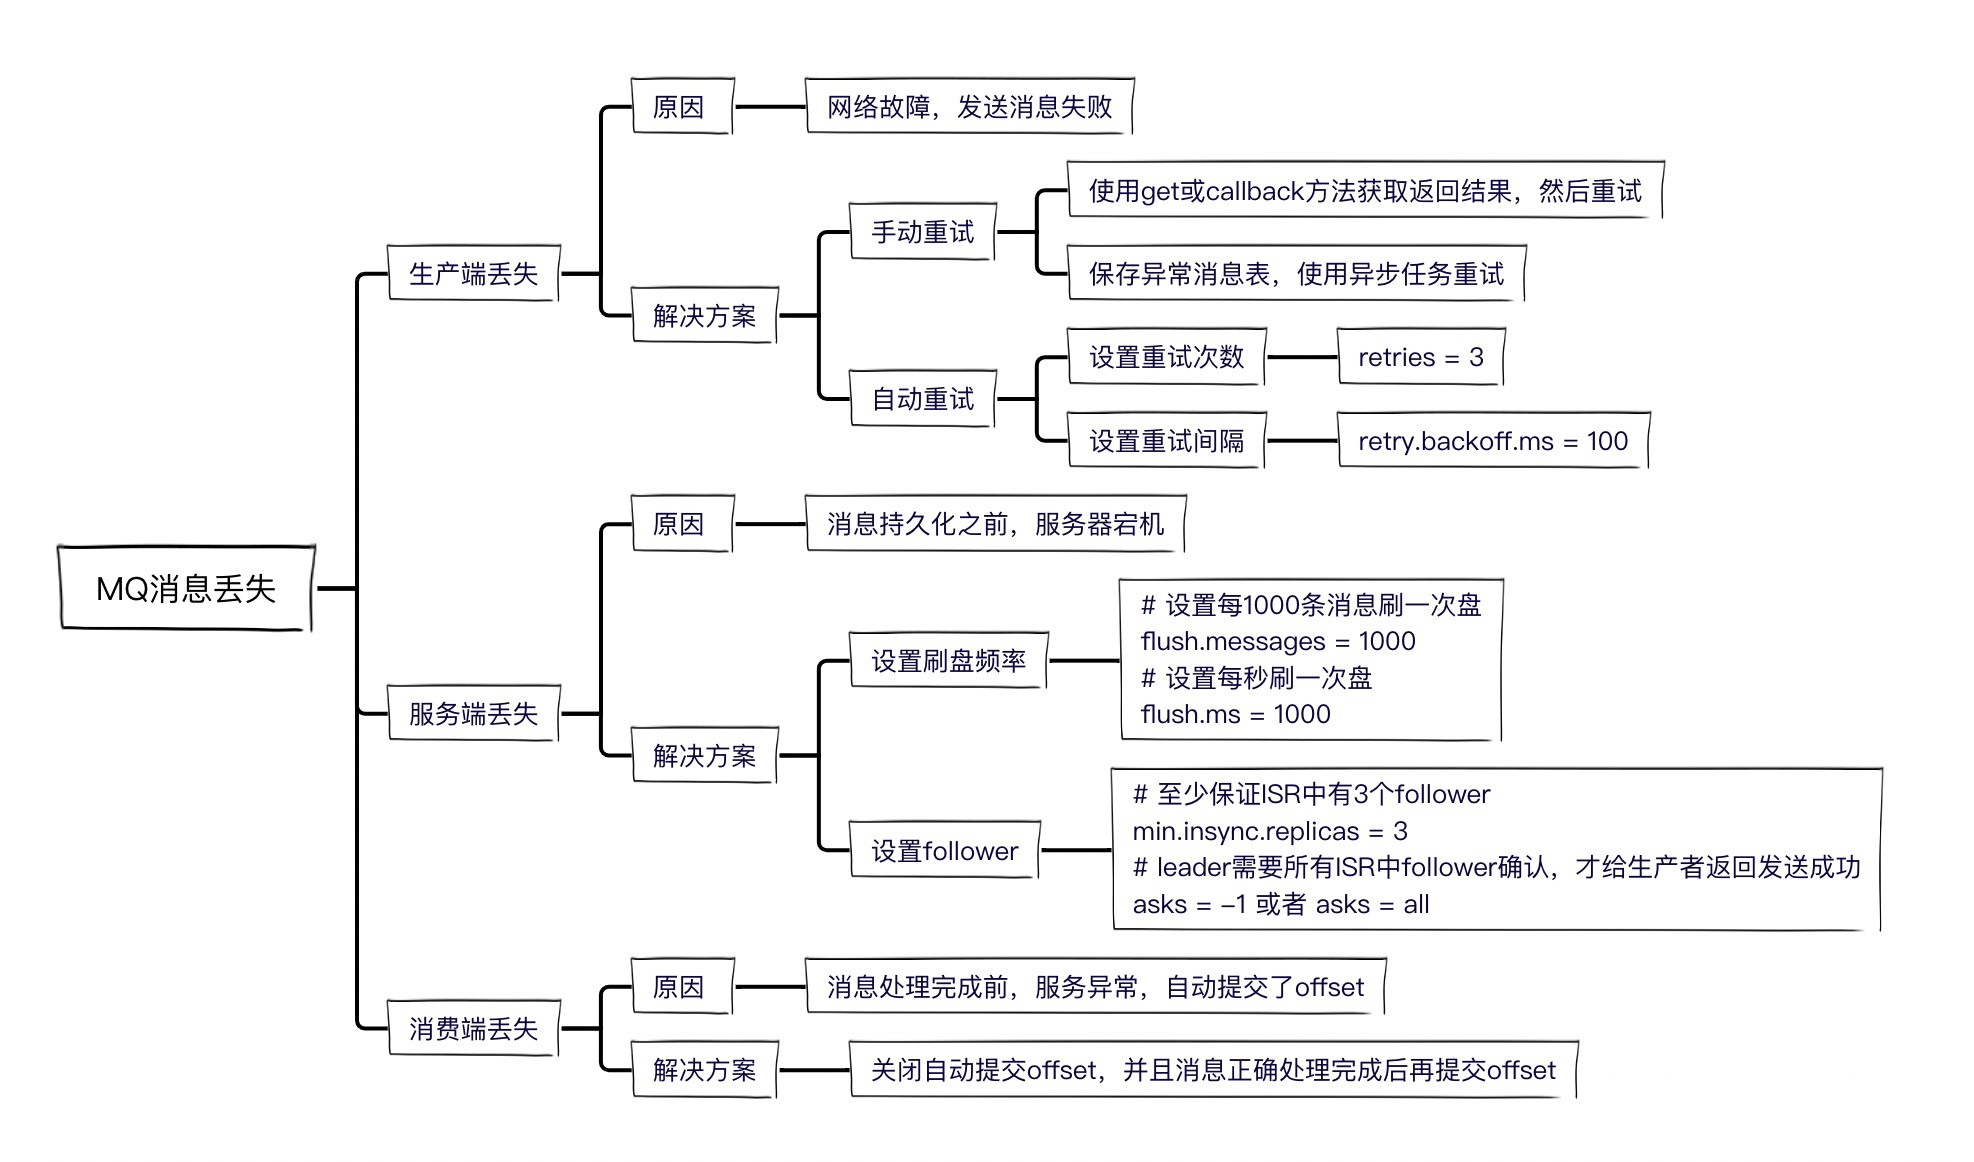 MQ消息丢失
生产端丢失
原因
网络故障，发送消息失败
解决方案
手动重试
使用get或callback方法获取返回结果，然后重试
保存异常消息表，使用异步任务重试
自动重试
设置重试次数
retries = 3
设置重试间隔
retry.backoff.ms = 100
服务端丢失
原因
消息持久化之前，服务器宕机
解决方案
设置刷盘频率
# 设置每1000条消息刷一次盘
flush.messages = 1000
# 设置每秒刷一次盘
flush.ms = 1000
设置follower
# 至少保证ISR中有3个follower
min.insync.replicas = 3
# leader需要所有ISR中follower确认，才给生产者返回发送成功
asks = -1 或者 asks = all
消费端丢失
原因
消息处理完成前，服务异常，自动提交了offset
解决方案
关闭自动提交offset，并且消息正确处理完成后再提交offset